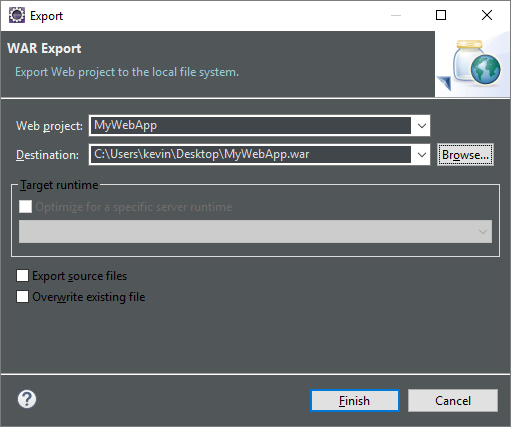 Export
WAR Export
Export Web project to the local file system.
Web project: MyWebApp
Destination: C:\Users\kevin\Desktop\MyWebApp.war Browse...
Target runtime
Optimize for a specific server runtime
Export source files
Overwrite existing file
? Finish Cancel